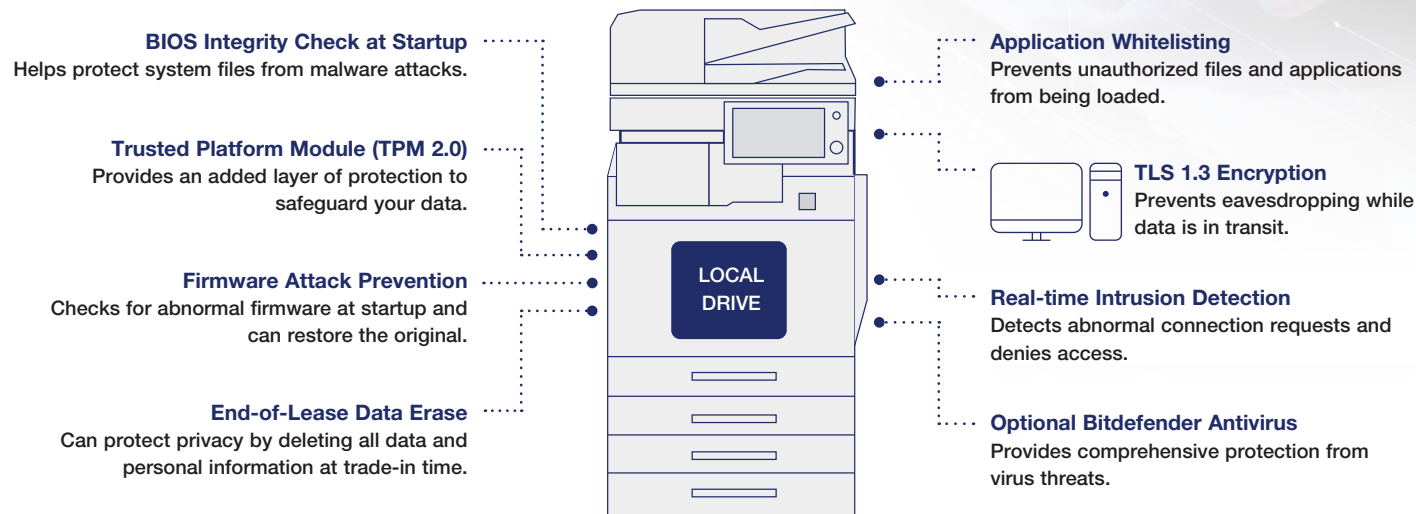 BIOS Integrity Check at Startup
Helps protect system files from malware attacks.
Trusted Platform Module (TPM 2.0)
Provides an added layer of protection to
safeguard your data.
Firmware Attack Prevention
Checks for abnormal firmware at startup and
can restore the original.
End-of-Lease Data Erase
Can protect privacy by deleting all data and
personal information at trade-in time.
LOCAL
DRIVE
Application Whitelisting
Prevents unauthorized files and applications
from being loaded.
TLS 1.3 Encryption
Prevents eavesdropping while
data is in transit.
Real-time Intrusion Detection
Detects abnormal connection requests and
denies access.
Optional Bitdefender Antivirus
Provides comprehensive protection from
virus threats.